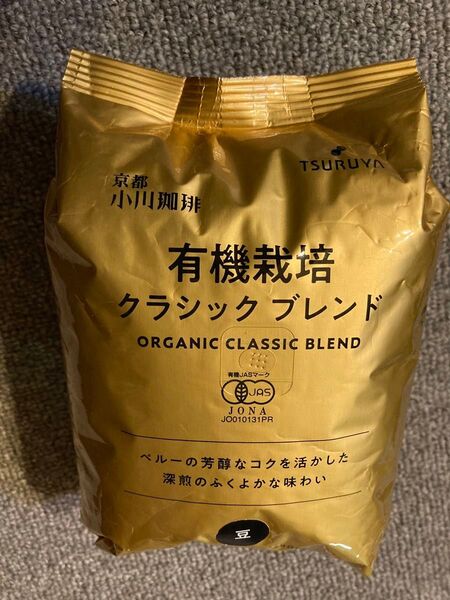 TSURUYA
京都
小川珈琲
有機栽培
クラシック ブレンド
ORGANIC CLASSIC BLEND
有機JASマーク
JAS
JONA
JO010131PR
ペルーの芳醇なコクを活かした
深煎のふくよかな味わい
豆